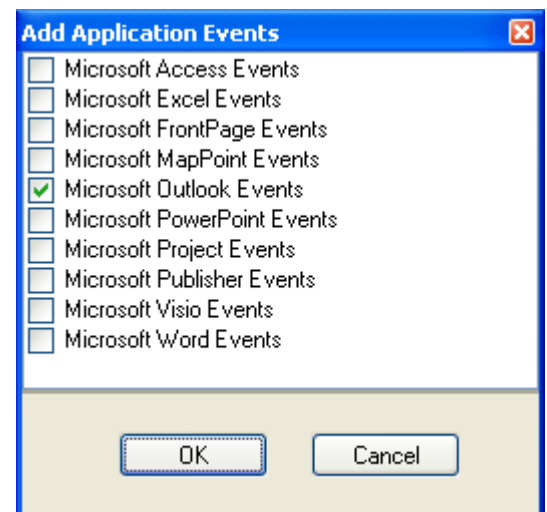 Add Application Events
Microsoft Access Events
Microsoft Excel Events
Microsoft FrontPage Events
Microsoft MapPoint Events
Microsoft Outlook Events
Microsoft PowerPoint Events
Microsoft Project Events
Microsoft Publisher Events
Microsoft Visio Events
Microsoft Word Events
OK Cancel